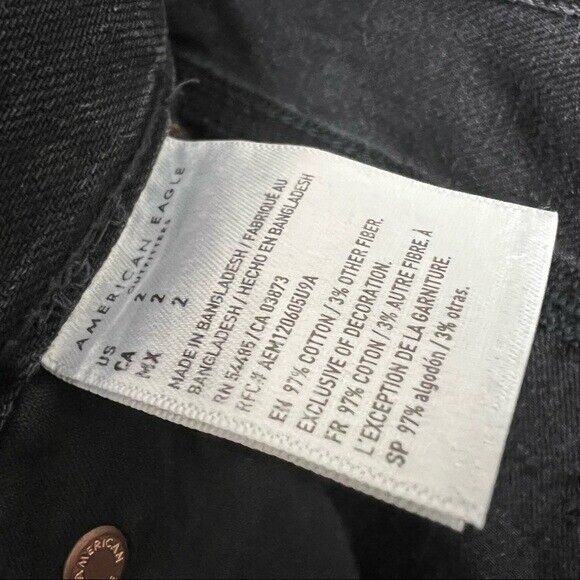 AMERICAN EAGLE
OUTFITTERS
US 2
CA 2
MX 2
MADE IN BANGLADESH / FABRIQUÉ AU
BANGLADESH / HECHO EN BANGLADESH
RN 54485 / CA 03873
RFC:# AEM1206050U9A
EN 97% COTTON / 3% OTHER FIBER.
EXCLUSIVE OF DECORATION.
FR 97% COTON / 3% AUTRE FIBRE. À
L'EXCEPTION DE LA GARNITURE.
SP 97% algodón / 3% otras.
AMERICAN